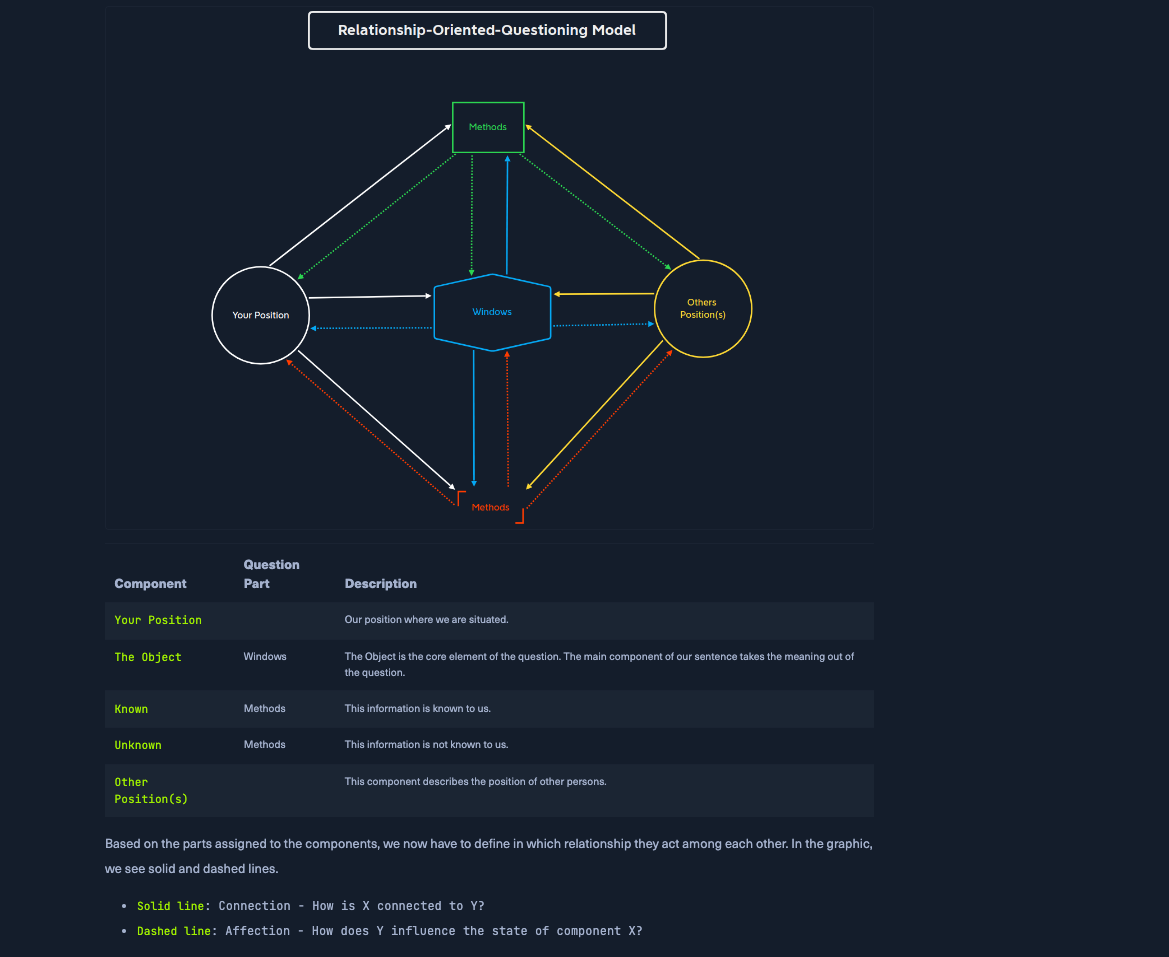 Relationship-Oriented-Questioning Model
Methods
Your Position
Windows
Others
Position(s)
Methods
Component
Question
Part
Description
Your Position
Our position where we are situated.
The Object
Windows
The Object is the core element of the question. The main component of our sentence takes the meaning out of
the question.
Known
Methods
This information is known to us.
Unknown
Methods
This information is not known to us.
Other
Position(s)
This component describes the position of other persons.
Based on the parts assigned to the components, we now have to define in which relationship they act among each other. In the graphic,
we see solid and dashed lines.
• Solid line: Connection - How is X connected to Y?
• Dashed line: Affection - How does Y influence the state of component X?